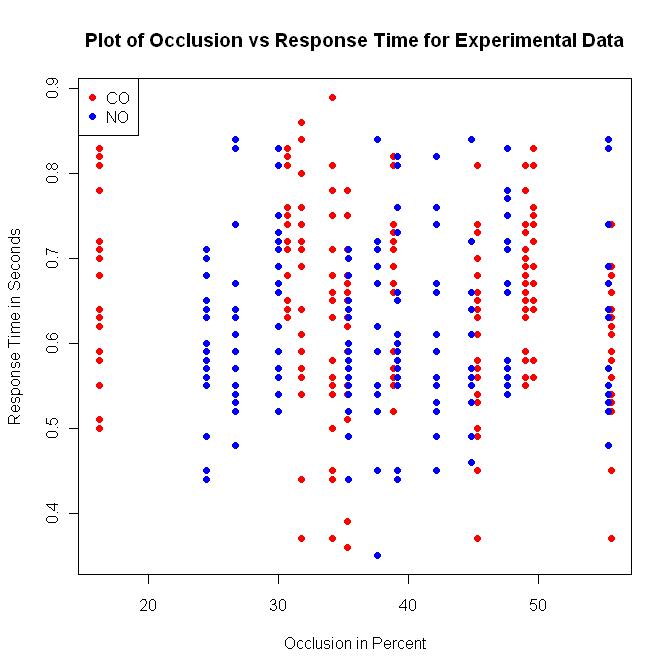 Plot of Occlusion vs Response Time for Experimental Data
CO
NO
Response Time in Seconds
0.9
0.8
0.7
0.6
0.5
0.4
20 30 40 50
Occlusion in Percent